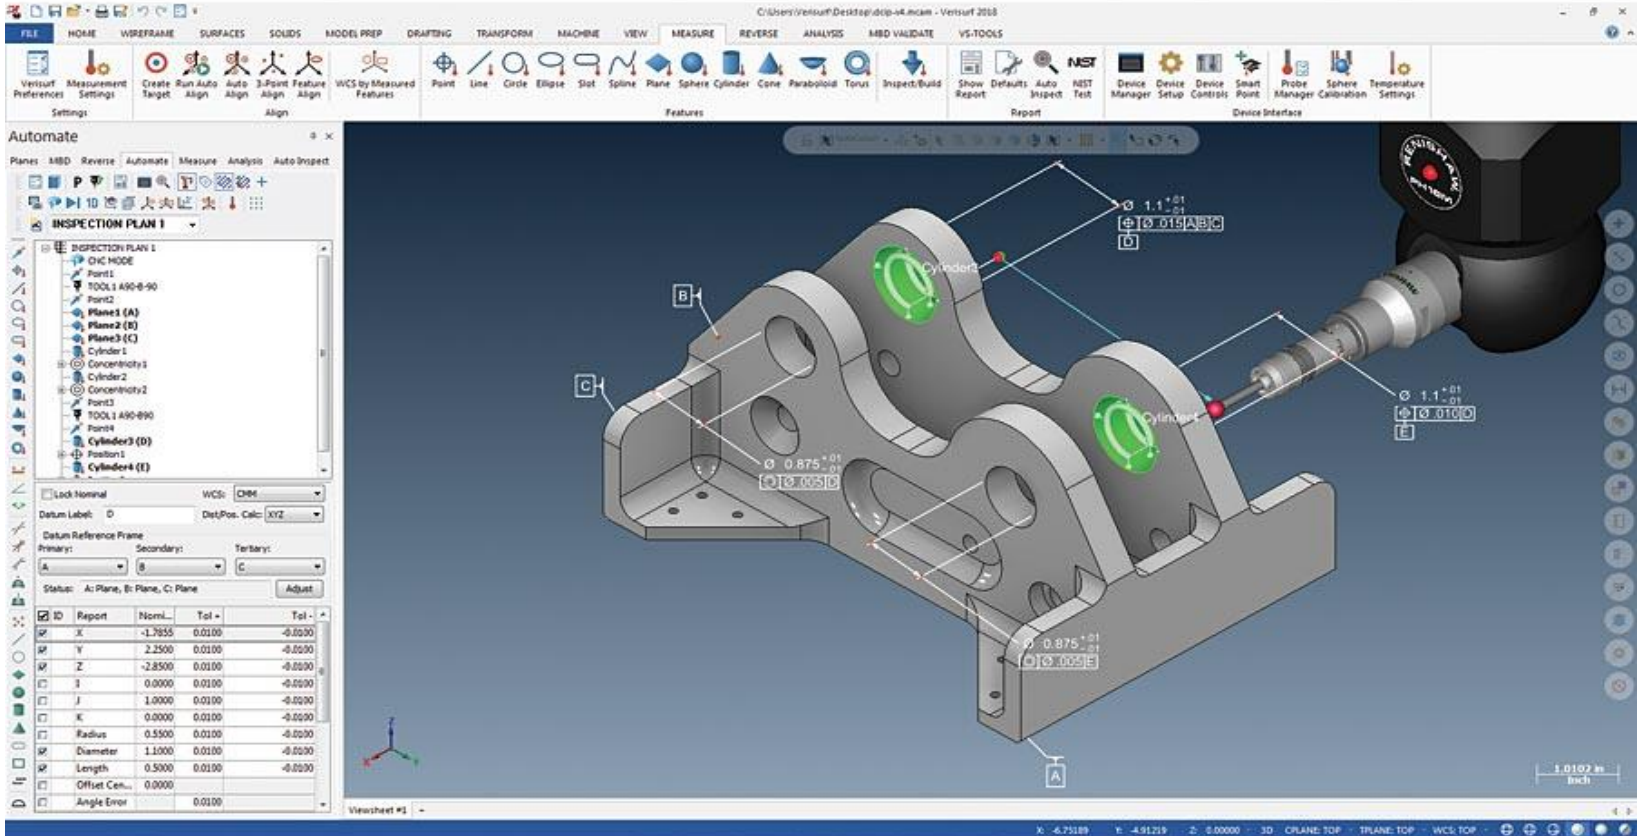 C:\Users\Verisurf\Desktop\dclp-v4.mcam - Verisurf 2018
FILE HOME WIREFRAME SURFACES SOLIDS MODEL PREP DRAFTING TRANSFORM MACHINE VIEW MEASURE REVERSE ANALYSIS MBD VALIDATE VS-TOOLS
Verisurf Preferences
Measurement Settings
Create Target
Run Auto Align
Auto Align
3-Point Align
Feature Align
WCS by Measured Features
Point Line Circle Ellipse Slot Spline Plane Sphere Cylinder Cone Paraboloid Torus
Inspect/Build
Show Report
Defaults
Auto Inspect
NIST
NIST Test
Device Manager
Device Setup
Device Controls
Smart Point
Probe Manager
Sphere Calibration
Temperature Settings
Settings Align Features Report Device Interface
Automate
Planes MBD Reverse Automate Measure Analysis Auto Inspect
P
1D
INSPECTION PLAN 1
INSPECTION PLAN 1
CNC MODE
Point1
TOOL1 A90-B-90
Point2
Plane1 (A)
Plane2 (B)
Plane3 (C)
Cylinder1
Concentricity1
Cylinder2
Concentricity2
Point3
TOOL1 A90-B90
Point4
Cylinder3 (D)
Position1
Cylinder4 (E)
Lock Nominal WCS: CMM
Datum Label: D Dist/Pos. Calc: XYZ
Datum Reference Frame
Primary: Secondary: Tertiary:
A B C
Status: A: Plane, B: Plane, C: Plane Adjust
ID Report Nomi... Tol + Tol -
X -1.7855 0.0100 -0.0100
Y 2.2500 0.0100 -0.0100
Z -2.8500 0.0100 -0.0100
I 0.0000 0.0100 -0.0100
J 1.0000 0.0100 -0.0100
K 0.0000 0.0100 -0.0100
Radius 0.5500 0.0100 -0.0100
Diameter 1.1000 0.0100 -0.0100
Length 0.5000 0.0100 -0.0100
Offset Cen... 0.0000
Angle Error 0.0100
RENISHAW
PH10M
Ø 1.1 +.01 -.01
⌖ Ø .015 A B C
D
Cylinder3
B
C
Ø 1.1 +.01 -.01
⌖ Ø .010 D
E
Cylinder4
Ø 0.875 +.01 -.01
◎ Ø .005 D
Ø 0.875 +.01 -.01
◎ Ø .005 E
A
Z
X
Y
1.0102 in
Inch
Viewsheet #1
X: -6.75189 Y: -4.91219 Z: 0.00000 3D CPLANE: TOP TPLANE: TOP WCS: TOP